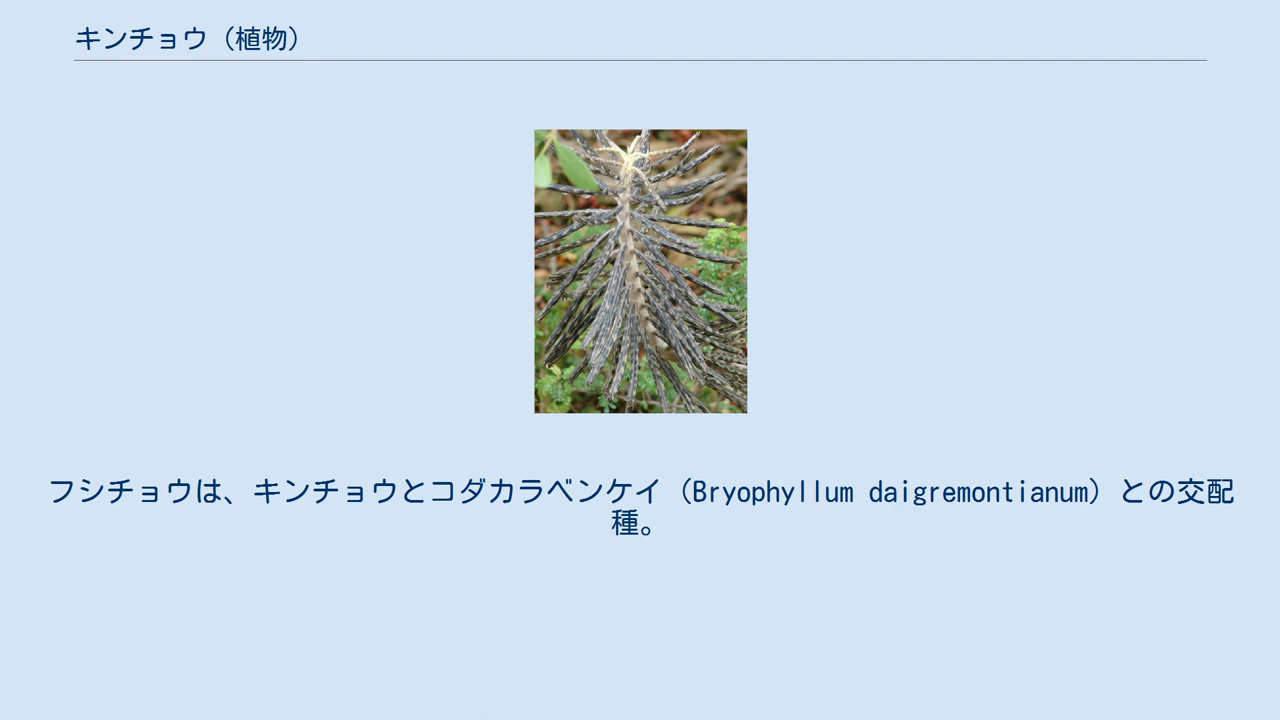 キンチョウ（植物）
フシチョウは、キンチョウとコダカラベンケイ（Bryophyllum daigremontianum）との交配
種。